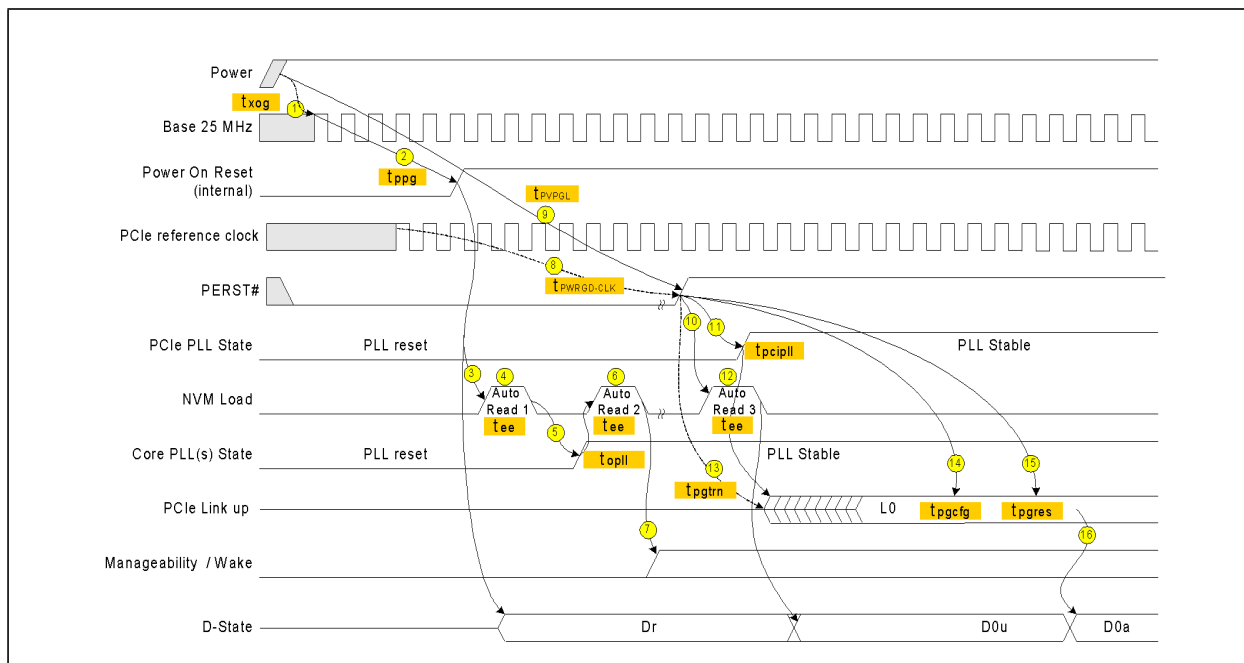 Power
txog
1
Base 25 MHz
2
Power On Reset
(internal)
tppg
tPVPGL
9
PCIe reference clock
8
tPWRGD-CLK
PERST#
10
11
PCIe PLL State
PLL reset
tpcipll
PLL Stable
3
4
6
12
NVM Load
Auto
Read 1
tee
Auto
Read 2
tee
Auto
Read 3
tee
5
Core PLL(s) State
PLL reset
topll
PLL Stable
13
14
15
tpgtrn
PCIe Link up
L0
tpgcfg
tpgres
7
16
Manageability / Wake
D-State
Dr
D0u
D0a